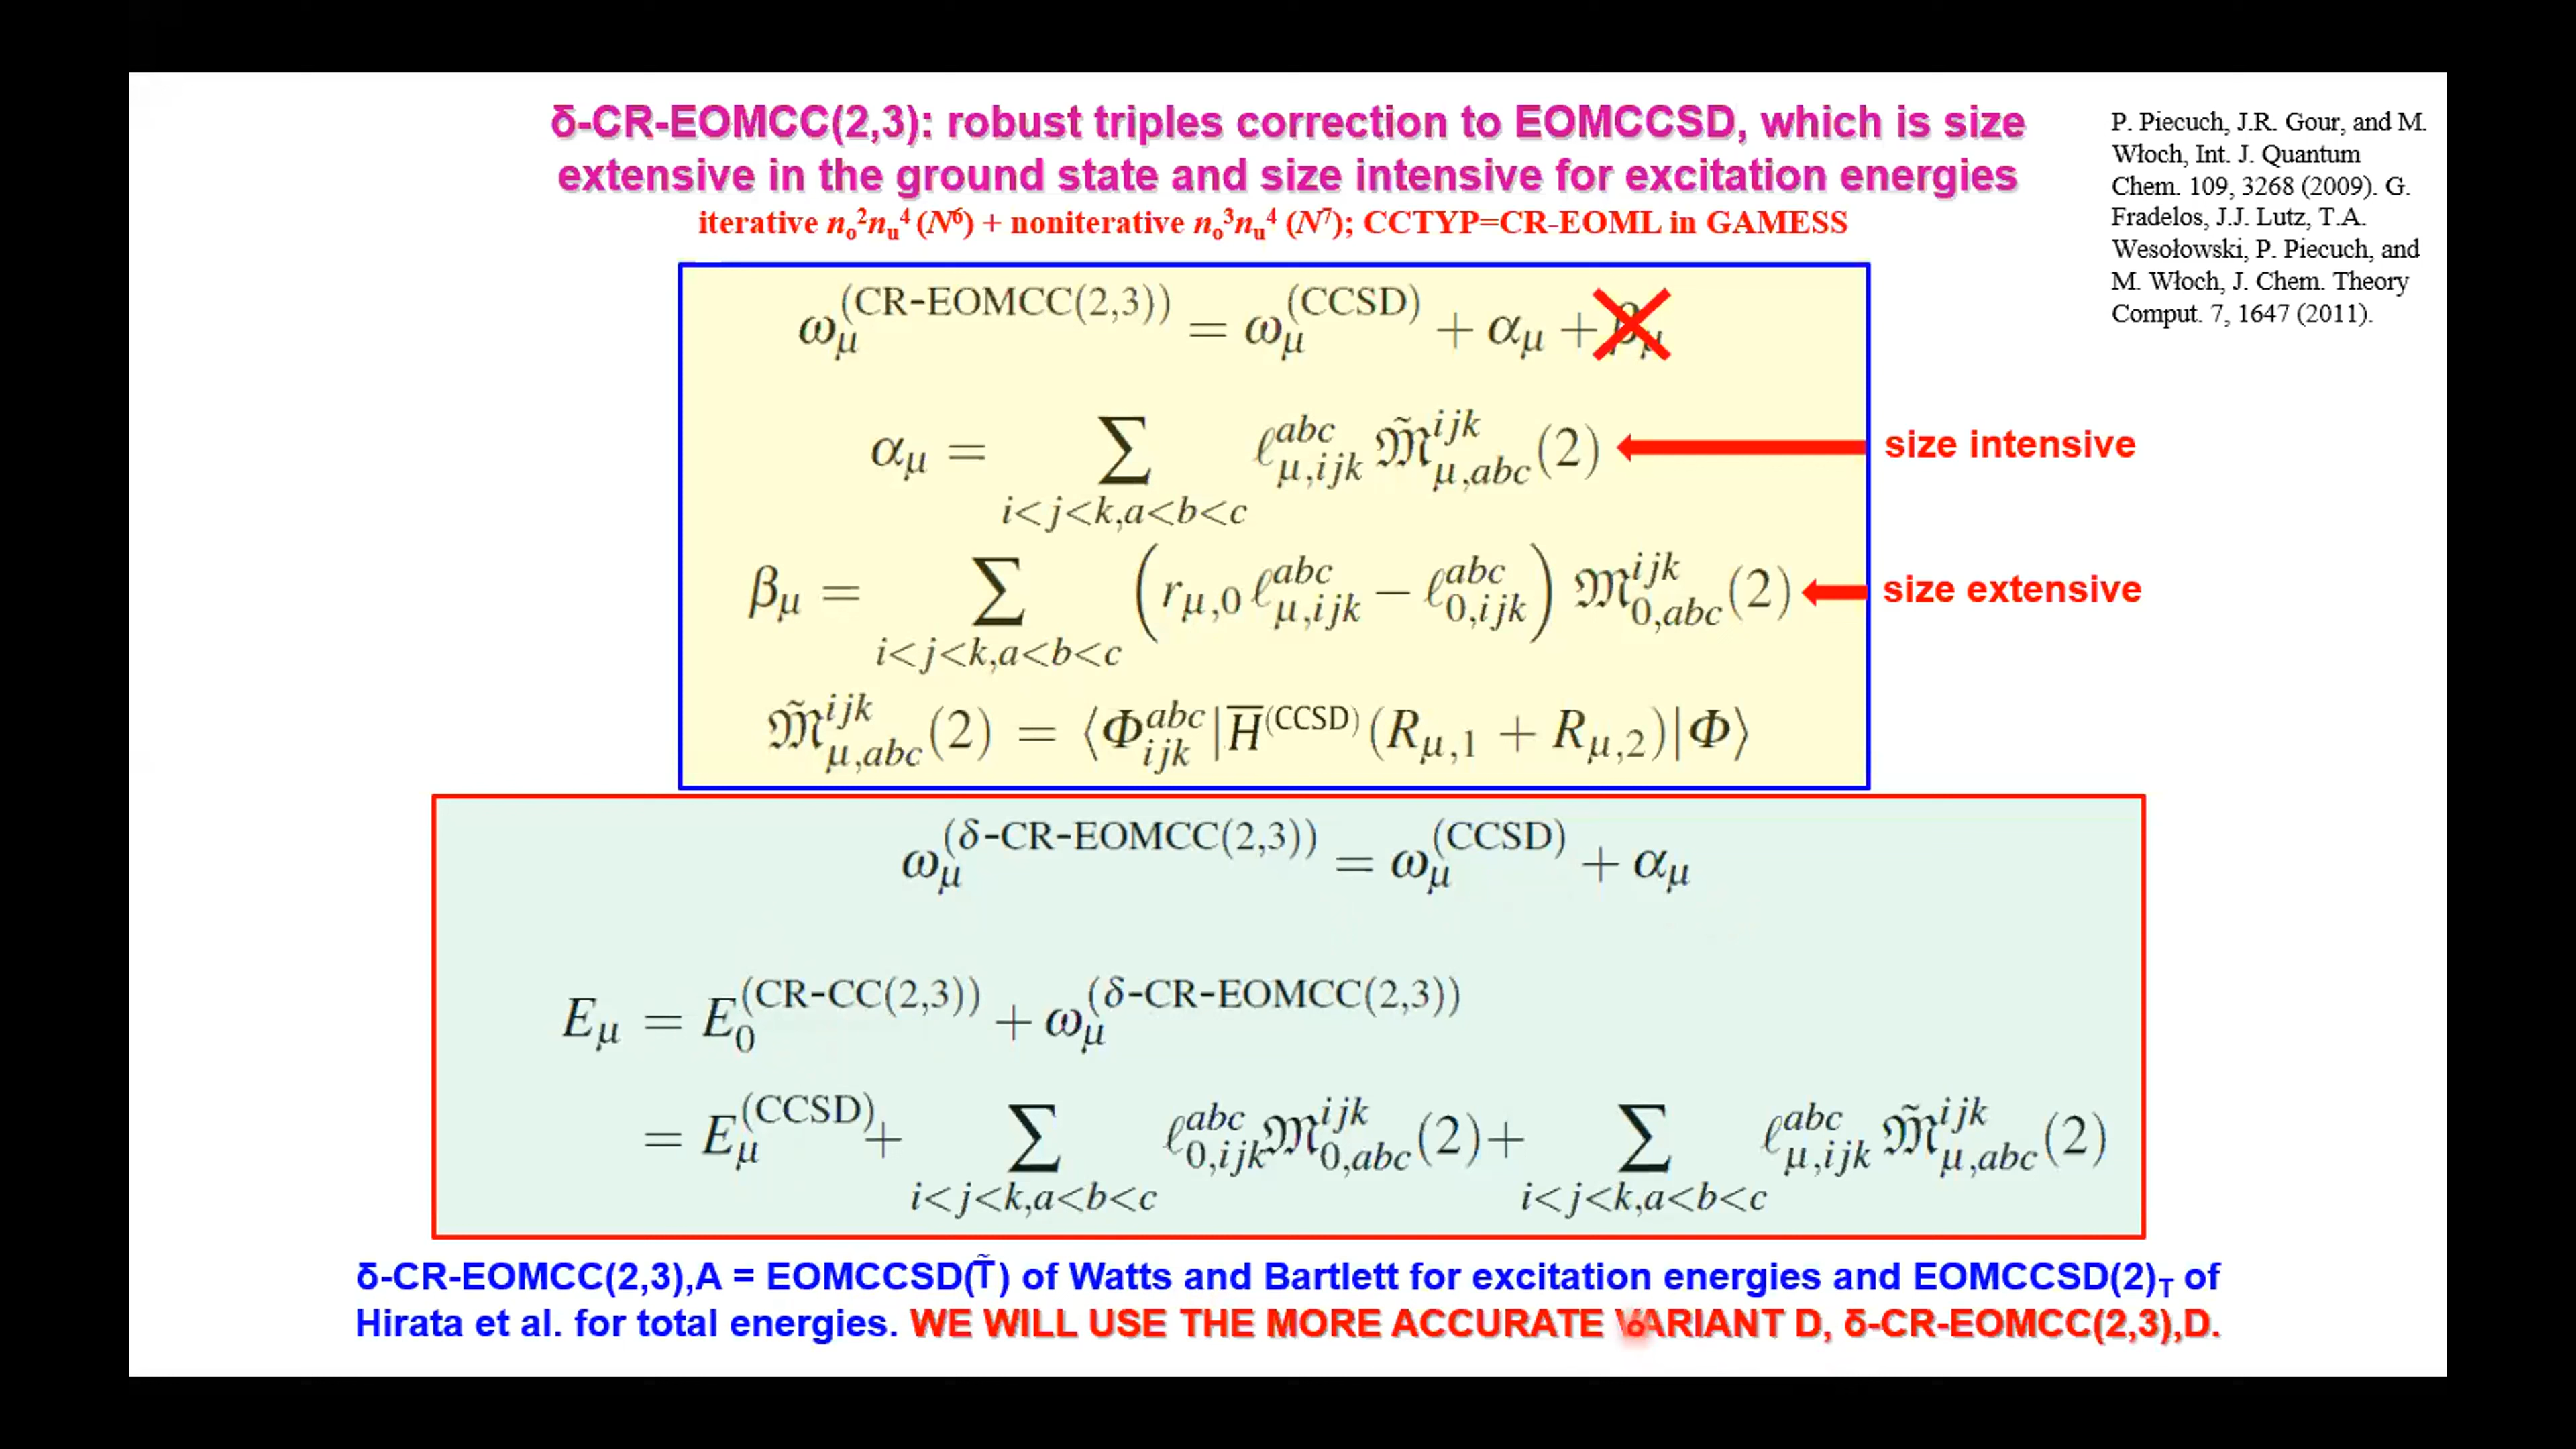 δ-CR-EOMCC(2,3): robust triples correction to EOMCCSD, which is size
extensive in the ground state and size intensive for excitation energies
iterative nₒ²nᵤ⁴ (N⁶) + noniterative nₒ³nᵤ⁴ (N⁷); CCTYP=CR-EOML in GAMESS
P. Piecuch, J.R. Gour, and M.
Włoch, Int. J. Quantum
Chem. 109, 3268 (2009). G.
Fradelos, J.J. Lutz, T.A.
Wesołowski, P. Piecuch, and
M. Włoch, J. Chem. Theory
Comput. 7, 1647 (2011).
ω_μ^{(CR-EOMCC(2,3))} = ω_μ^{(CCSD)} + α_μ + β_μ
α_μ = ∑_{i<j<k,a<b<c} ℓ_{μ,ijk}^{abc} 𝔐̃_{μ,abc}^{ijk}(2)
size intensive
β_μ = ∑_{i<j<k,a<b<c} (r_{μ,0} ℓ_{μ,ijk}^{abc} − ℓ_{0,ijk}^{abc}) 𝔐_{0,abc}^{ijk}(2)
size extensive
𝔐̃_{μ,abc}^{ijk}(2) = ⟨Φ_{ijk}^{abc}|H̅^{(CCSD)}(R_{μ,1} + R_{μ,2})|Φ⟩
ω_μ^{(δ-CR-EOMCC(2,3))} = ω_μ^{(CCSD)} + α_μ
E_μ = E_0^{(CR-CC(2,3))} + ω_μ^{(δ-CR-EOMCC(2,3))}
= E_μ^{(CCSD)} + ∑_{i<j<k,a<b<c} ℓ_{0,ijk}^{abc} 𝔐_{0,abc}^{ijk}(2) + ∑_{i<j<k,a<b<c} ℓ_{μ,ijk}^{abc} 𝔐̃_{μ,abc}^{ijk}(2)
δ-CR-EOMCC(2,3),A = EOMCCSD(T̃) of Watts and Bartlett for excitation energies and EOMCCSD(2)_T of
Hirata et al. for total energies. WE WILL USE THE MORE ACCURATE VARIANT D, δ-CR-EOMCC(2,3),D.